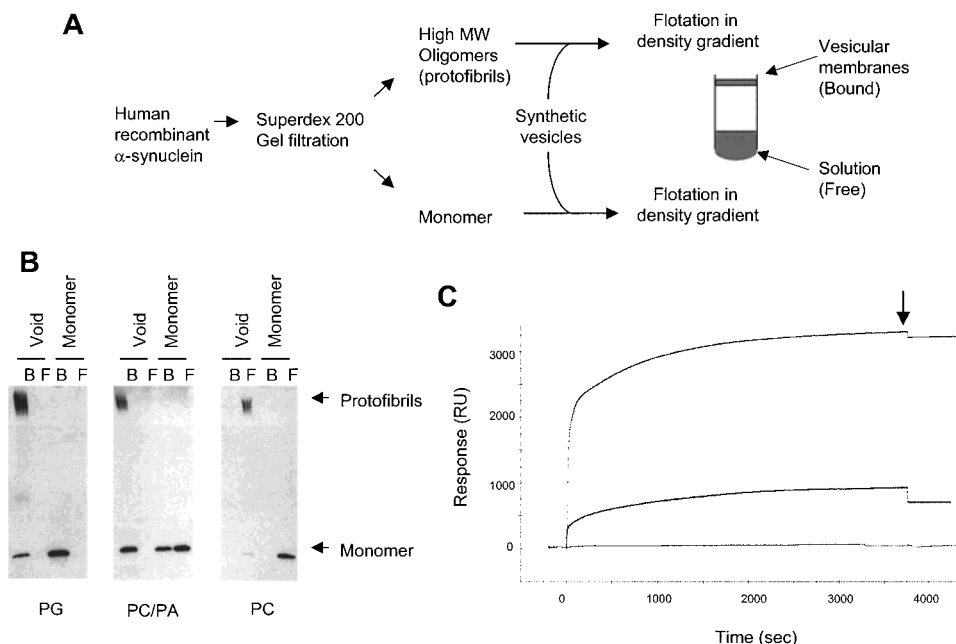 A
Human
recombinant
α-synuclein
Superdex 200
Gel filtration
High MW
Oligomers
(protofibrils)
Monomer
Synthetic
vesicles
Flotation in
density gradient
Flotation in
density gradient
Vesicular
membranes
(Bound)
Solution
(Free)
B
Void Monomer Void Monomer Void Monomer
B F B F B F B F B F B F
Protofibrils
Monomer
PG PC/PA PC
C
Response (RU)
3000
2000
1000
0
0 1000 2000 3000 4000
Time (sec)